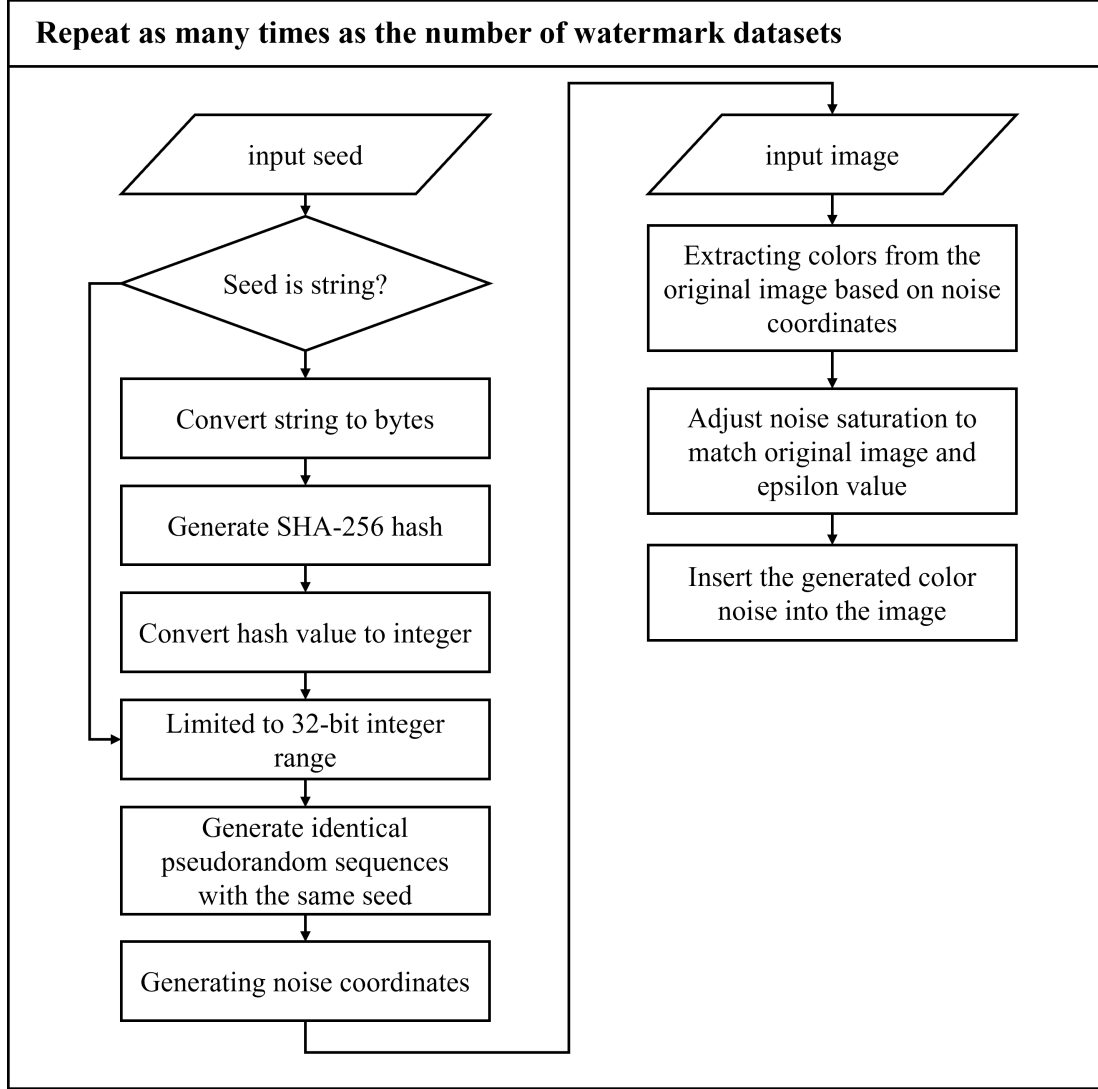 Repeat as many times as the number of watermark datasets
input seed
Seed is string?
Convert string to bytes
Generate SHA-256 hash
Convert hash value to integer
Limited to 32-bit integer
range
Generate identical
pseudorandom sequences
with the same seed
Generating noise coordinates
input image
Extracting colors from the
original image based on noise
coordinates
Adjust noise saturation to
match original image and
epsilon value
Insert the generated color
noise into the image